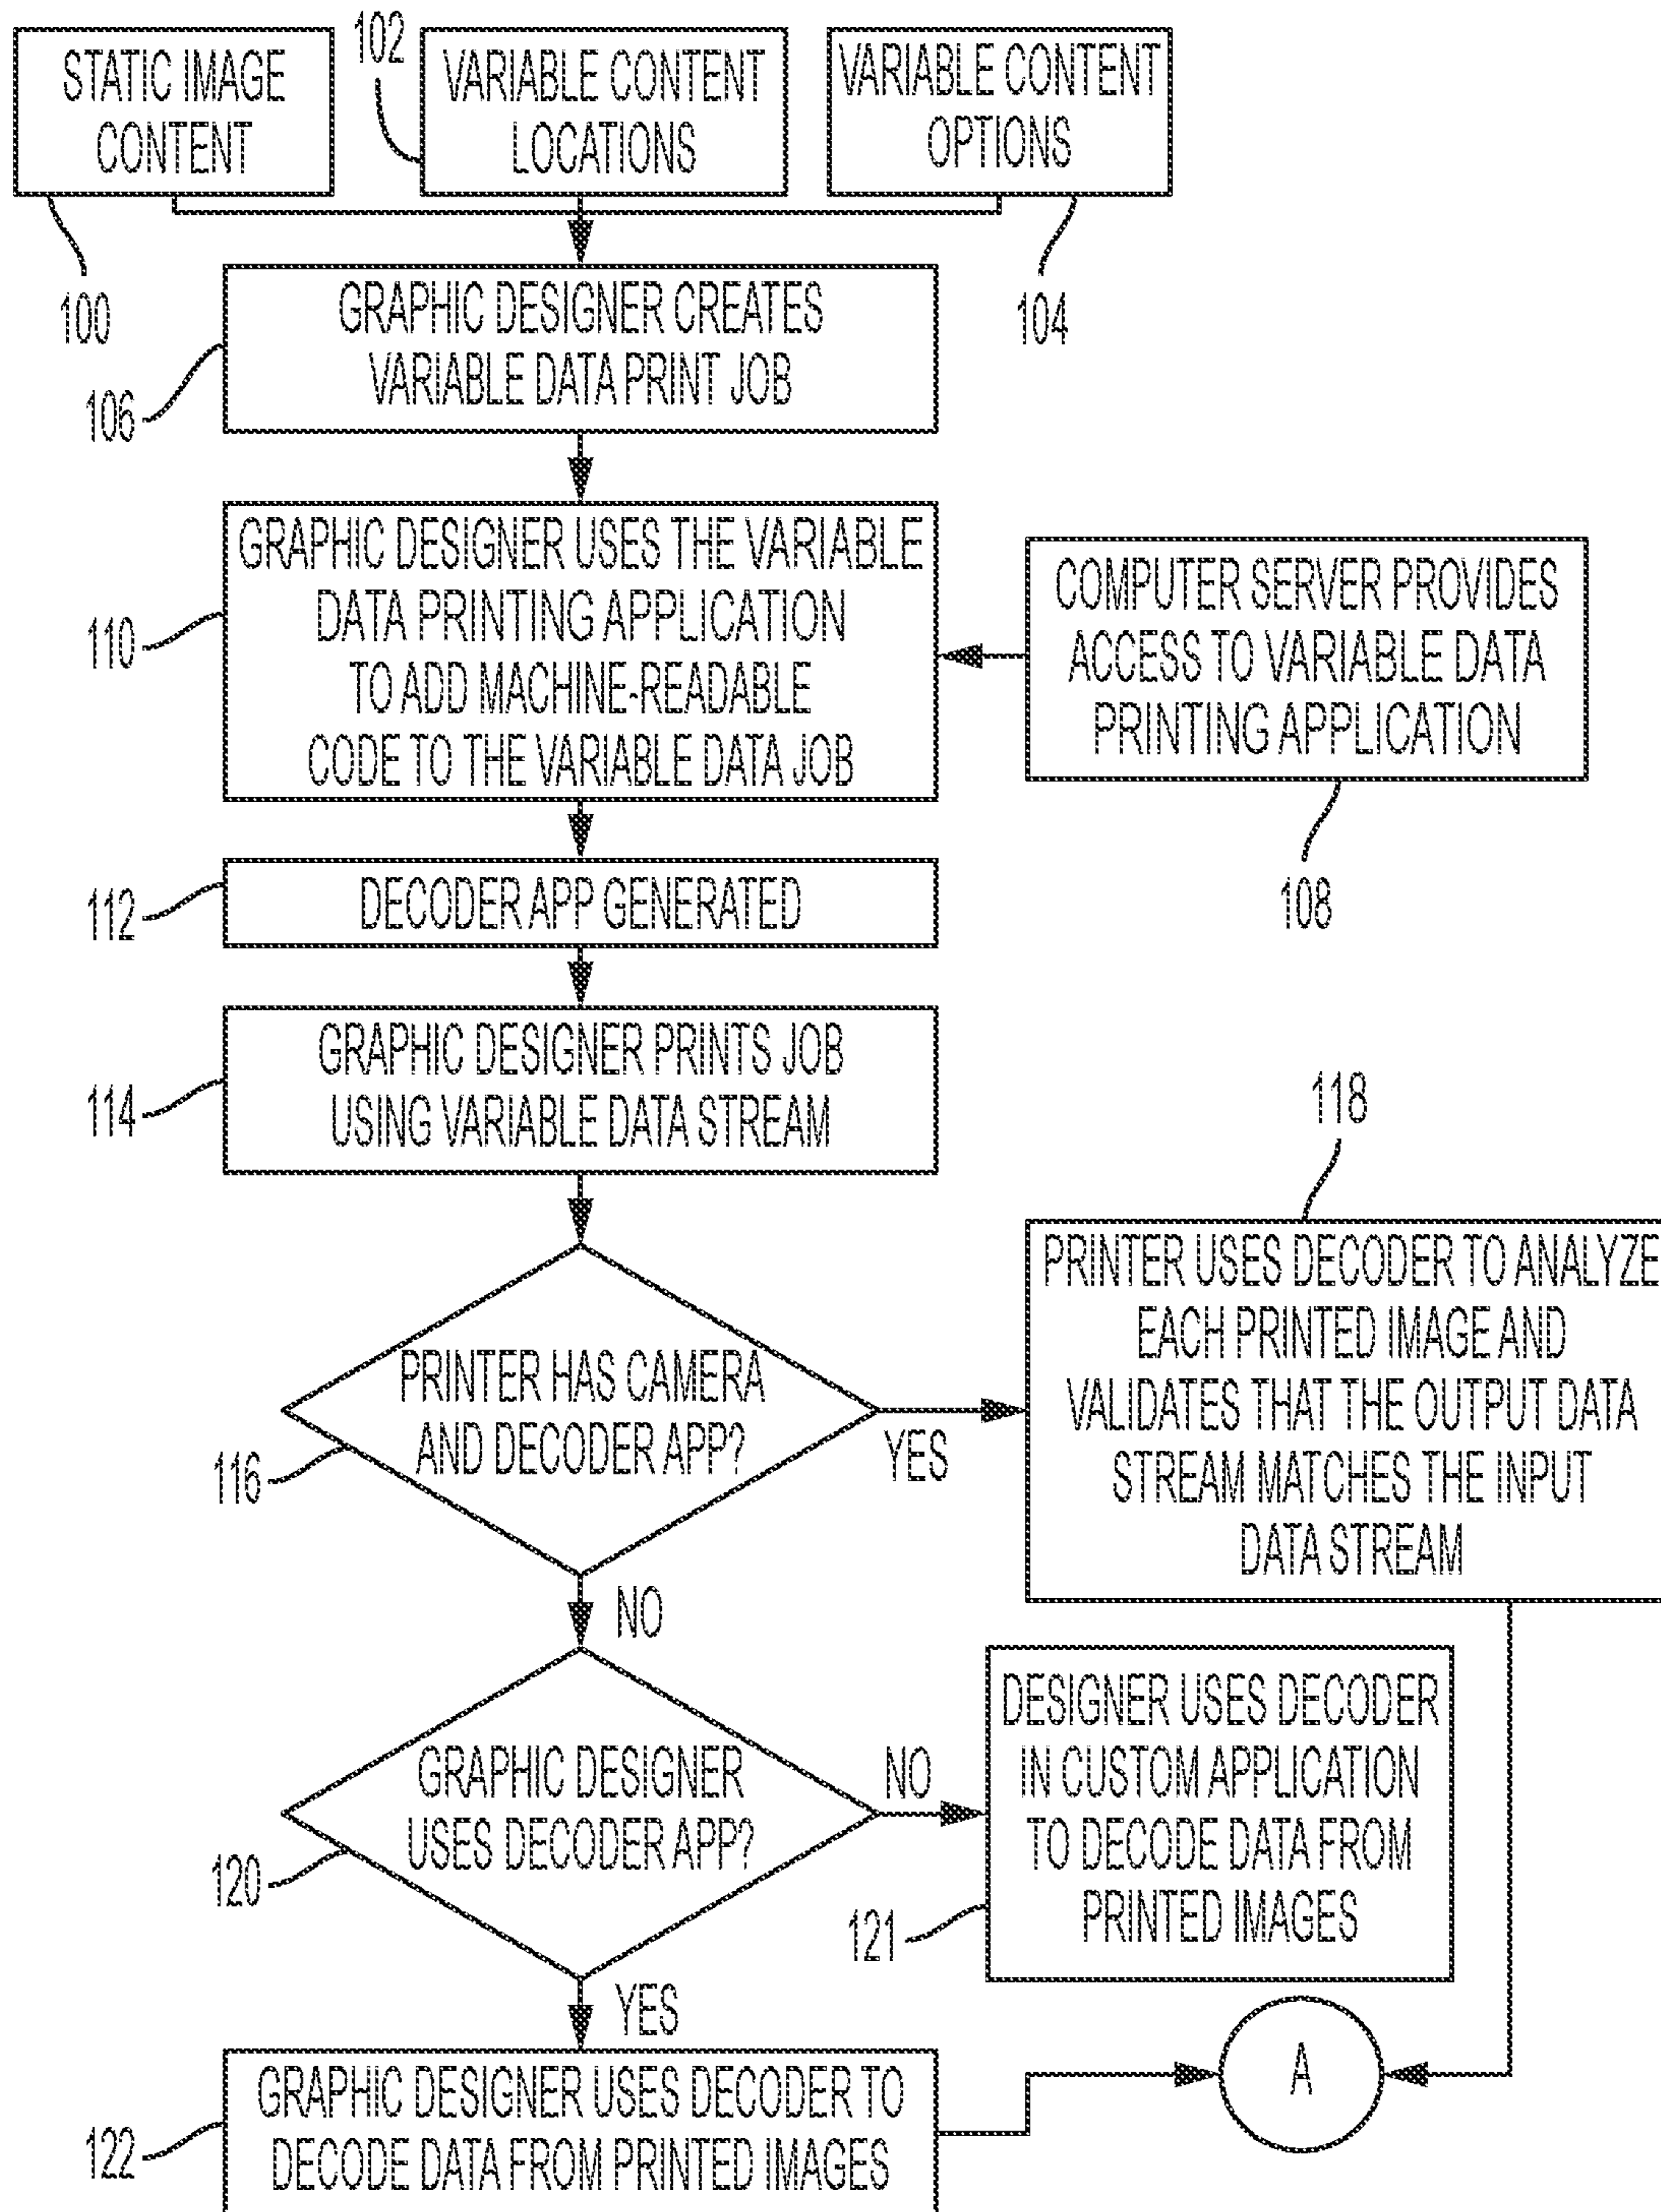 102
STATIC IMAGE
CONTENT
VARIABLE CONTENT
LOCATIONS
VARIABLE CONTENT
OPTIONS
100
104
GRAPHIC DESIGNER CREATES
VARIABLE DATA PRINT JOB
106
GRAPHIC DESIGNER USES THE VARIABLE
DATA PRINTING APPLICATION
TO ADD MACHINE-READABLE
CODE TO THE VARIABLE DATA JOB
110
COMPUTER SERVER PROVIDES
ACCESS TO VARIABLE DATA
PRINTING APPLICATION
108
DECODER APP GENERATED
112
GRAPHIC DESIGNER PRINTS JOB
USING VARIABLE DATA STREAM
114
118
PRINTER HAS CAMERA
AND DECODER APP?
116
YES
PRINTER USES DECODER TO ANALYZE
EACH PRINTED IMAGE AND
VALIDATES THAT THE OUTPUT DATA
STREAM MATCHES THE INPUT
DATA STREAM
NO
GRAPHIC DESIGNER
USES DECODER APP?
120
NO
DESIGNER USES DECODER
IN CUSTOM APPLICATION
TO DECODE DATA FROM
PRINTED IMAGES
121
YES
GRAPHIC DESIGNER USES DECODER TO
DECODE DATA FROM PRINTED IMAGES
122
A